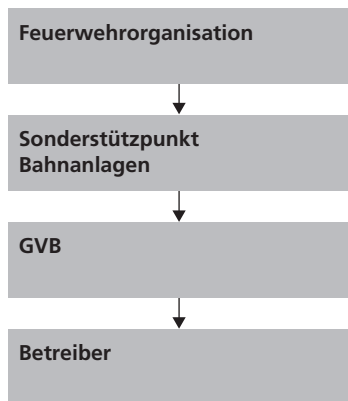 Feuerwehrorganisation
Sonderstützpunkt
Bahnanlagen
GVB
Betreiber